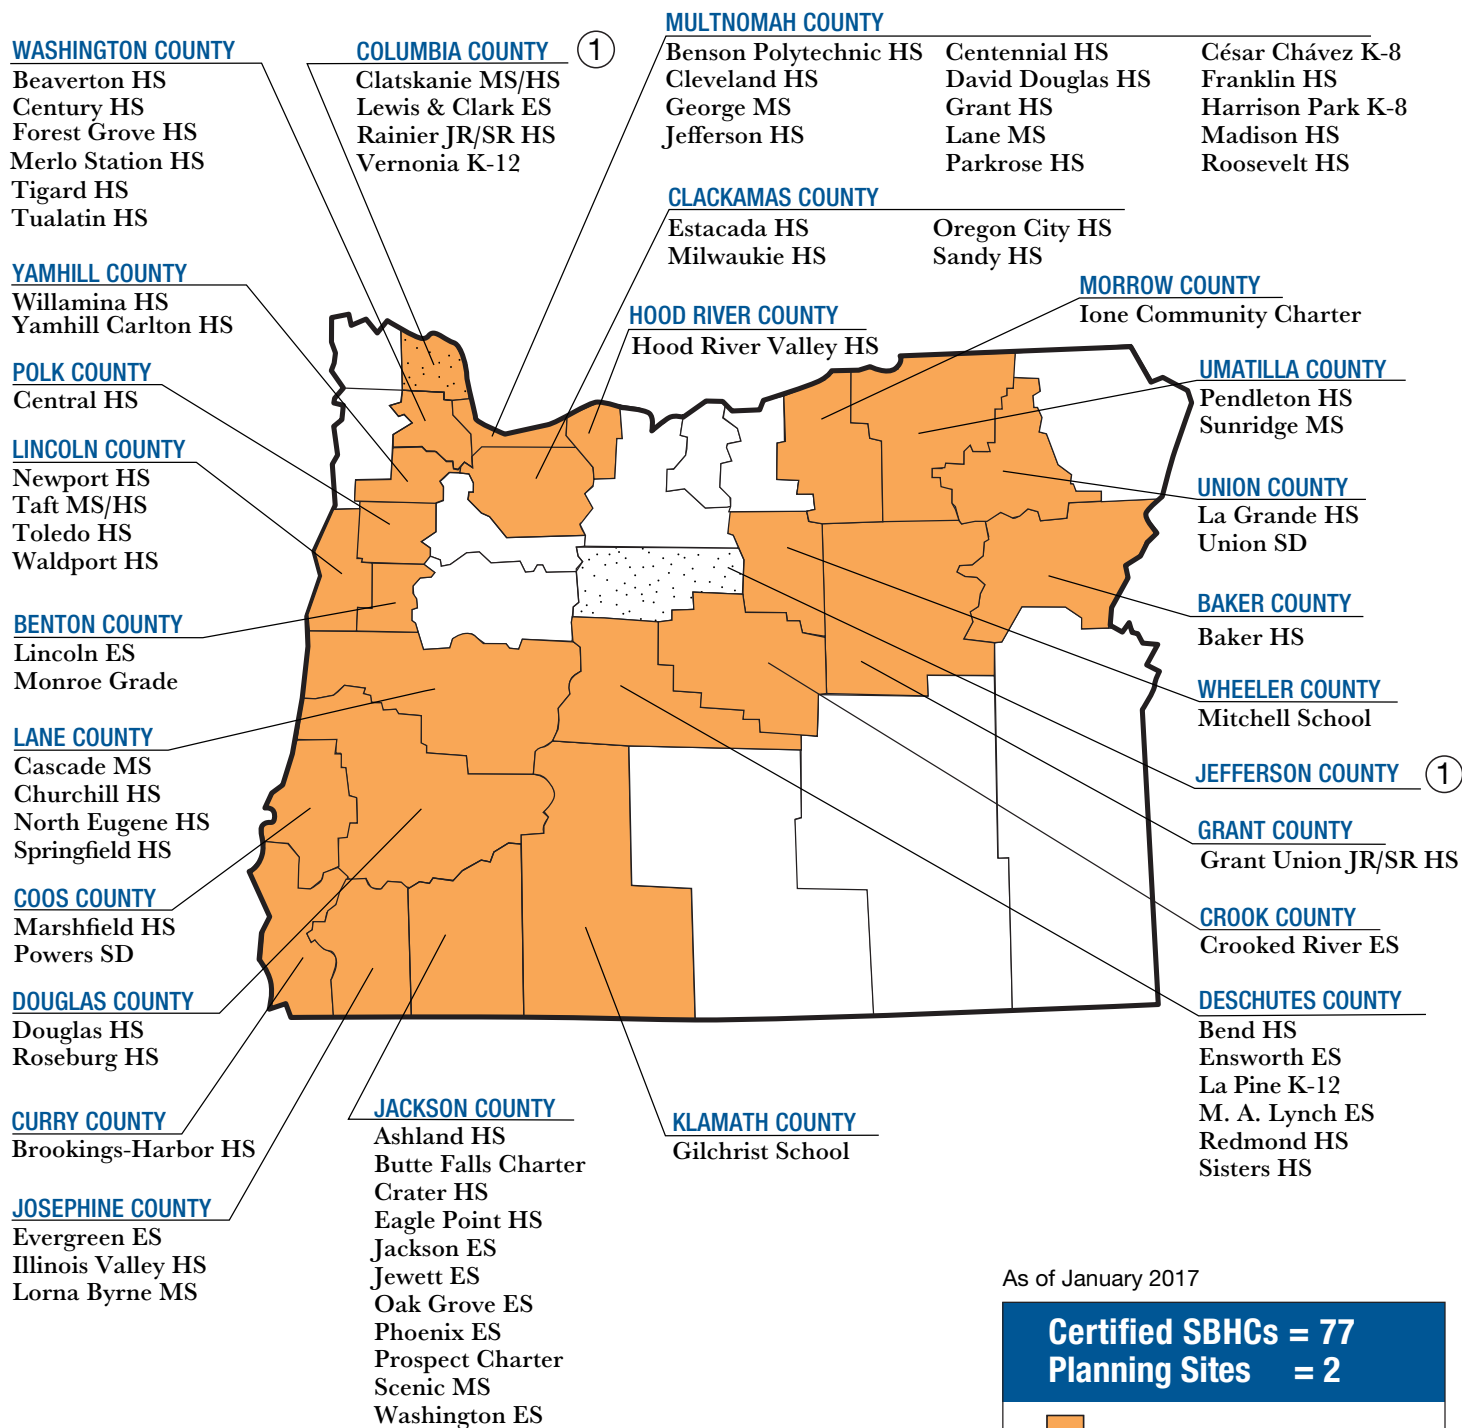 WASHINGTON COUNTY
Beaverton HS
Century HS
Forest Grove HS
Merlo Station HS
Tigard HS
Tualatin HS
COLUMBIA COUNTY 1
Clatskanie MS/HS
Lewis & Clark ES
Rainier JR/SR HS
Vernonia K-12
MULTNOMAH COUNTY
Benson Polytechnic HS
Cleveland HS
George MS
Jefferson HS
Centennial HS
David Douglas HS
Grant HS
Lane MS
Parkrose HS
César Chávez K-8
Franklin HS
Harrison Park K-8
Madison HS
Roosevelt HS
CLACKAMAS COUNTY
Estacada HS
Milwaukie HS
Oregon City HS
Sandy HS
YAMHILL COUNTY
Willamina HS
Yamhill Carlton HS
HOOD RIVER COUNTY
Hood River Valley HS
MORROW COUNTY
Ione Community Charter
POLK COUNTY
Central HS
UMATILLA COUNTY
Pendleton HS
Sunridge MS
LINCOLN COUNTY
Newport HS
Taft MS/HS
Toledo HS
Waldport HS
UNION COUNTY
La Grande HS
Union SD
BENTON COUNTY
Lincoln ES
Monroe Grade
BAKER COUNTY
Baker HS
WHEELER COUNTY
Mitchell School
LANE COUNTY
Cascade MS
Churchill HS
North Eugene HS
Springfield HS
JEFFERSON COUNTY 1
GRANT COUNTY
Grant Union JR/SR HS
COOS COUNTY
Marshfield HS
Powers SD
CROOK COUNTY
Crooked River ES
DOUGLAS COUNTY
Douglas HS
Roseburg HS
DESCHUTES COUNTY
Bend HS
Ensworth ES
La Pine K-12
M. A. Lynch ES
Redmond HS
Sisters HS
CURRY COUNTY
Brookings-Harbor HS
JACKSON COUNTY
Ashland HS
Butte Falls Charter
Crater HS
Eagle Point HS
Jackson ES
Jewett ES
Oak Grove ES
Phoenix ES
Prospect Charter
Scenic MS
Washington ES
KLAMATH COUNTY
Gilchrist School
JOSEPHINE COUNTY
Evergreen ES
Illinois Valley HS
Lorna Byrne MS
As of January 2017
Certified SBHCs = 77
Planning Sites = 2